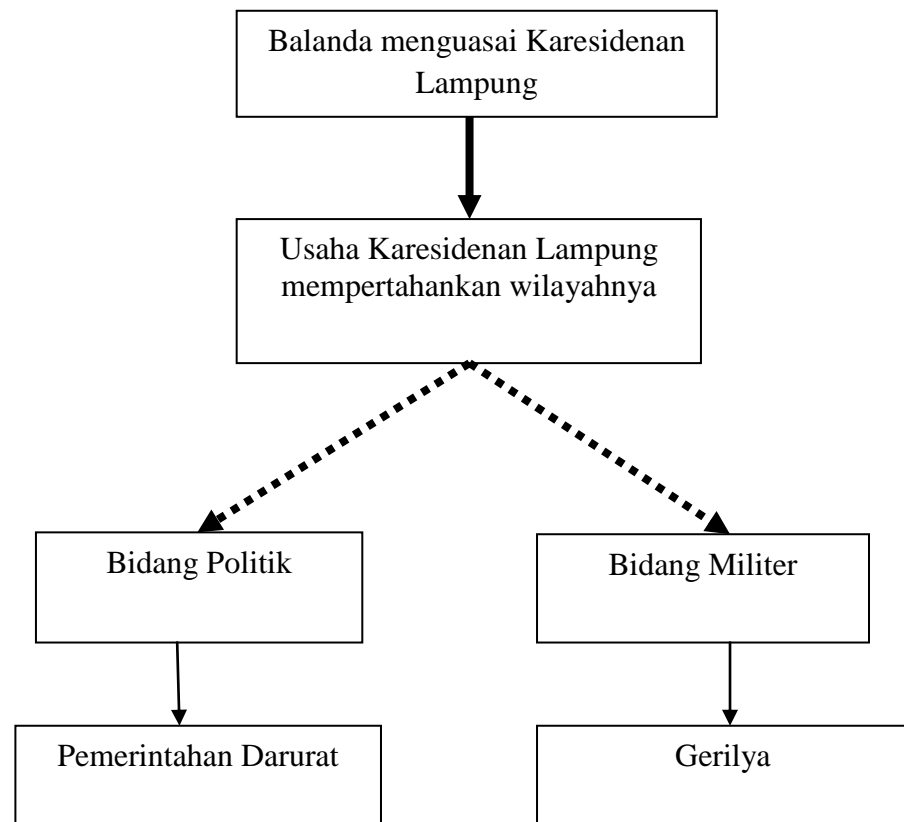 Balanda menguasai Karesidenan
Lampung
Usaha Karesidenan Lampung
mempertahankan wilayahnya
Bidang Politik
Bidang Militer
Pemerintahan Darurat
Gerilya